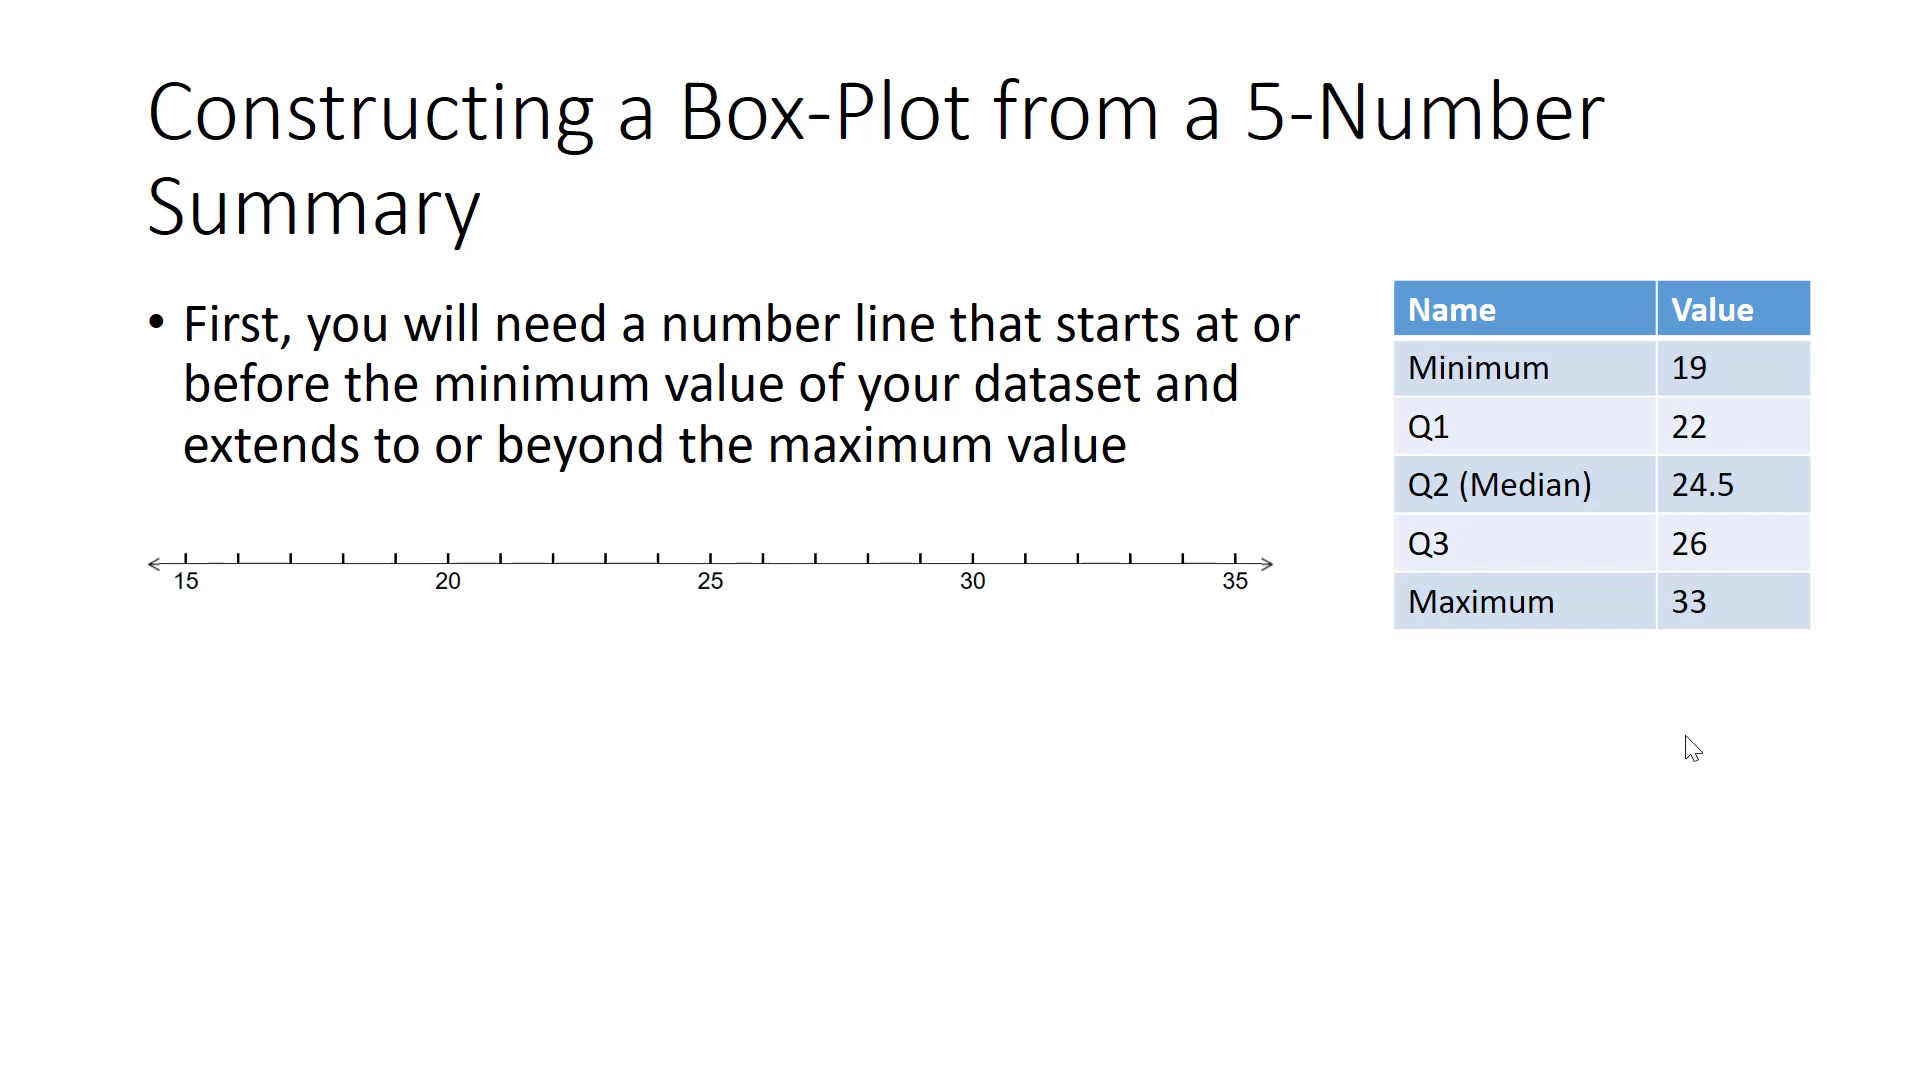 Constructing a Box-Plot from a 5-Number
Summary
• First, you will need a number line that starts at or
before the minimum value of your dataset and
extends to or beyond the maximum value
15 20 25 30 35
Name Value
Minimum 19
Q1 22
Q2 (Median) 24.5
Q3 26
Maximum 33